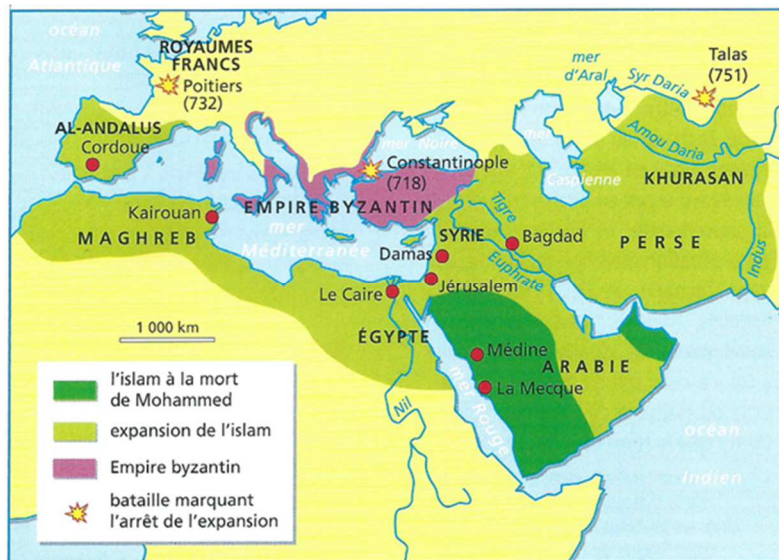 océan
Atlantique
ROYAUMES
FRANCS
Poitiers
(732)
mer
d'Aral
Syr Daria
Talas
(751)
AL-ANDALUS
Cordoue
mer Noire
Constantinople
(718)
mer
Caspienne
Amou Daria
KHURASAN
Kairouan
EMPIRE BYZANTIN
MAGHREB
mer
Méditerranée
SYRIE
Damas
Tigre
Bagdad
Euphrate
PERSE
Indus
Le Caire
Jérusalem
1 000 km
ÉGYPTE
Nil
Médine
ARABIE
La Mecque
mer Rouge
océan
Indien
l'islam à la mort
de Mohammed
expansion de l'islam
Empire byzantin
bataille marquant
l'arrêt de l'expansion